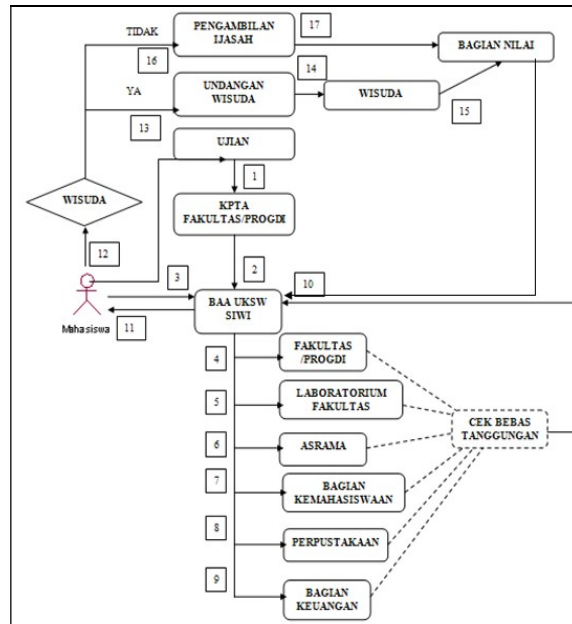 TIDAK
PENGAMBILAN
IJASAH
17
BAGIAN NILAI
16
YA
UNDANGAN
WISUDA
14
WISUDA
15
13
UJIAN
1
WISUDA
KPTA
FAKULTAS/PROGDI
12
2
3
10
BAA UKSW
SIWI
Mahasiswa
11
4
FAKULTAS
/PROGDI
5
LABORATORIUM
FAKULTAS
CEK BEBAS
TANGGUNGAN
6
ASRAMA
7
BAGIAN
KEMAHASISWAAN
8
PERPUSTAKAAN
9
BAGIAN
KEUANGAN